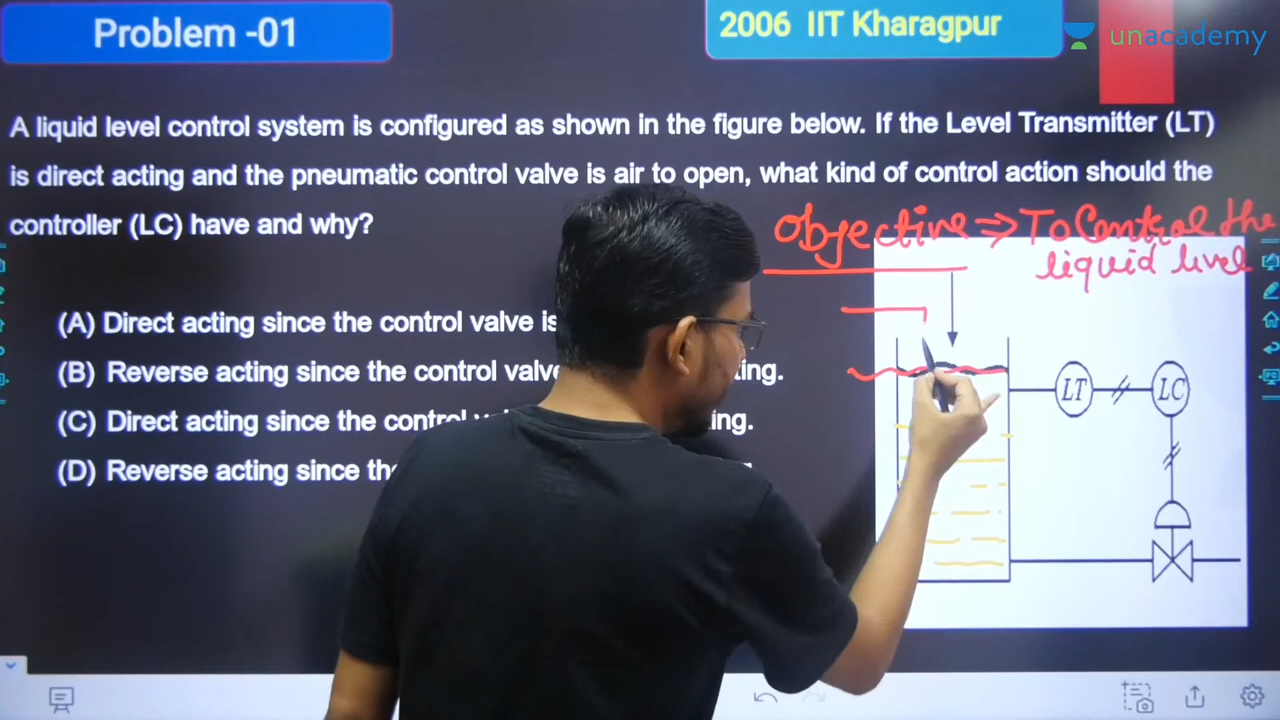 Problem -01
2006 IIT Kharagpur
unacademy
A liquid level control system is configured as shown in the figure below. If the Level Transmitter (LT)
is direct acting and the pneumatic control valve is air to open, what kind of control action should the
controller (LC) have and why?
Objective ⇒ To Control the
liquid level
(A) Direct acting since the control valve is
(B) Reverse acting since the control valve ting.
(C) Direct acting since the control ing.
(D) Reverse acting since the
LT
LC